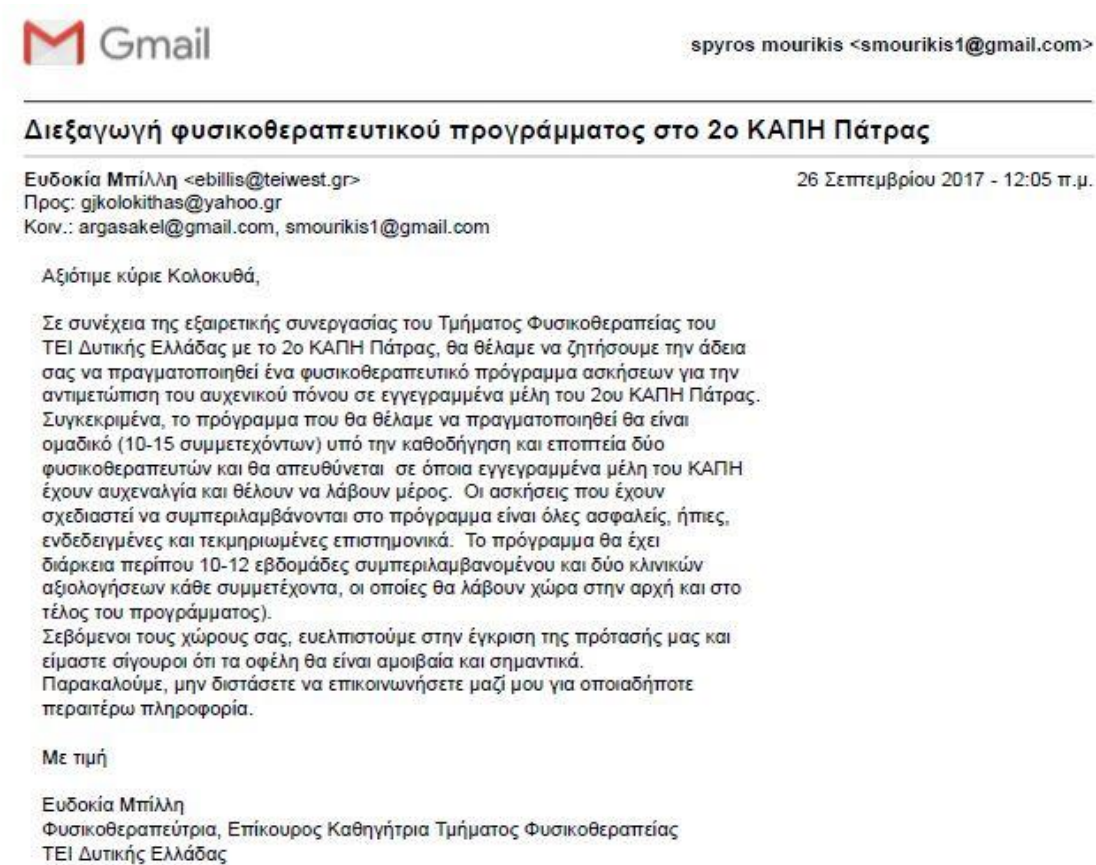 Gmail
spyros mourikis <smourikis1@gmail.com>
Διεξαγωγή φυσικοθεραπευτικού προγράμματος στο 2ο ΚΑΠΗ Πάτρας
Ευδοκία Μπίλλη <ebillis@teiwest.gr>
26 Σεπτεμβρίου 2017 - 12:05 π.μ.
Προς: gjkolokithas@yahoo.gr
Κοιν.: argasakel@gmail.com, smourikis1@gmail.com
Αξιότιμε κύριε Κολοκυθά,
Σε συνέχεια της εξαιρετικής συνεργασίας του Τμήματος Φυσικοθεραπείας του
ΤΕΙ Δυτικής Ελλάδας με το 2ο ΚΑΠΗ Πάτρας, θα θέλαμε να ζητήσουμε την άδεια
σας να πραγματοποιηθεί ένα φυσικοθεραπευτικό πρόγραμμα ασκήσεων για την
αντιμετώπιση του αυχενικού πόνου σε εγγεγραμμένα μέλη του 2ου ΚΑΠΗ Πάτρας.
Συγκεκριμένα, το πρόγραμμα που θα θέλαμε να πραγματοποιηθεί θα είναι
ομαδικό (10-15 συμμετεχόντων) υπό την καθοδήγηση και εποπτεία δύο
φυσικοθεραπευτών και θα απευθύνεται  σε όποια εγγεγραμμένα μέλη του ΚΑΠΗ
έχουν αυχεναλγία και θέλουν να λάβουν μέρος.  Οι ασκήσεις που έχουν
σχεδιαστεί να συμπεριλαμβάνονται στο πρόγραμμα είναι όλες ασφαλείς, ήπιες,
ενδεδειγμένες και τεκμηριωμένες επιστημονικά.  Το πρόγραμμα θα έχει
διάρκεια περίπου 10-12 εβδομάδες συμπεριλαμβανομένου και δύο κλινικών
αξιολογήσεων κάθε συμμετέχοντα, οι οποίες θα λάβουν χώρα στην αρχή και στο
τέλος του προγράμματος).
Σεβόμενοι τους χώρους σας, ευελπιστούμε στην έγκριση της πρότασής μας και
είμαστε σίγουροι ότι τα οφέλη θα είναι αμοιβαία και σημαντικά.
Παρακαλούμε, μην διστάσετε να επικοινωνήσετε μαζί μου για οποιαδήποτε
περαιτέρω πληροφορία.
Με τιμή
Ευδοκία Μπίλλη
Φυσικοθεραπεύτρια, Επίκουρος Καθηγήτρια Τμήματος Φυσικοθεραπείας
ΤΕΙ Δυτικής Ελλάδας